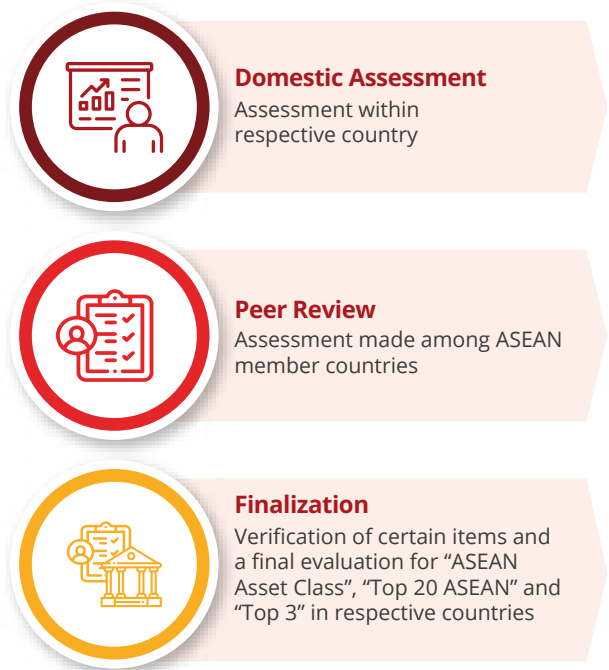 Domestic Assessment
Assessment within
respective country
Peer Review
Assessment made among ASEAN
member countries
Finalization
Verification of certain items and
a final evaluation for “ASEAN
Asset Class”, “Top 20 ASEAN” and
“Top 3” in respective countries